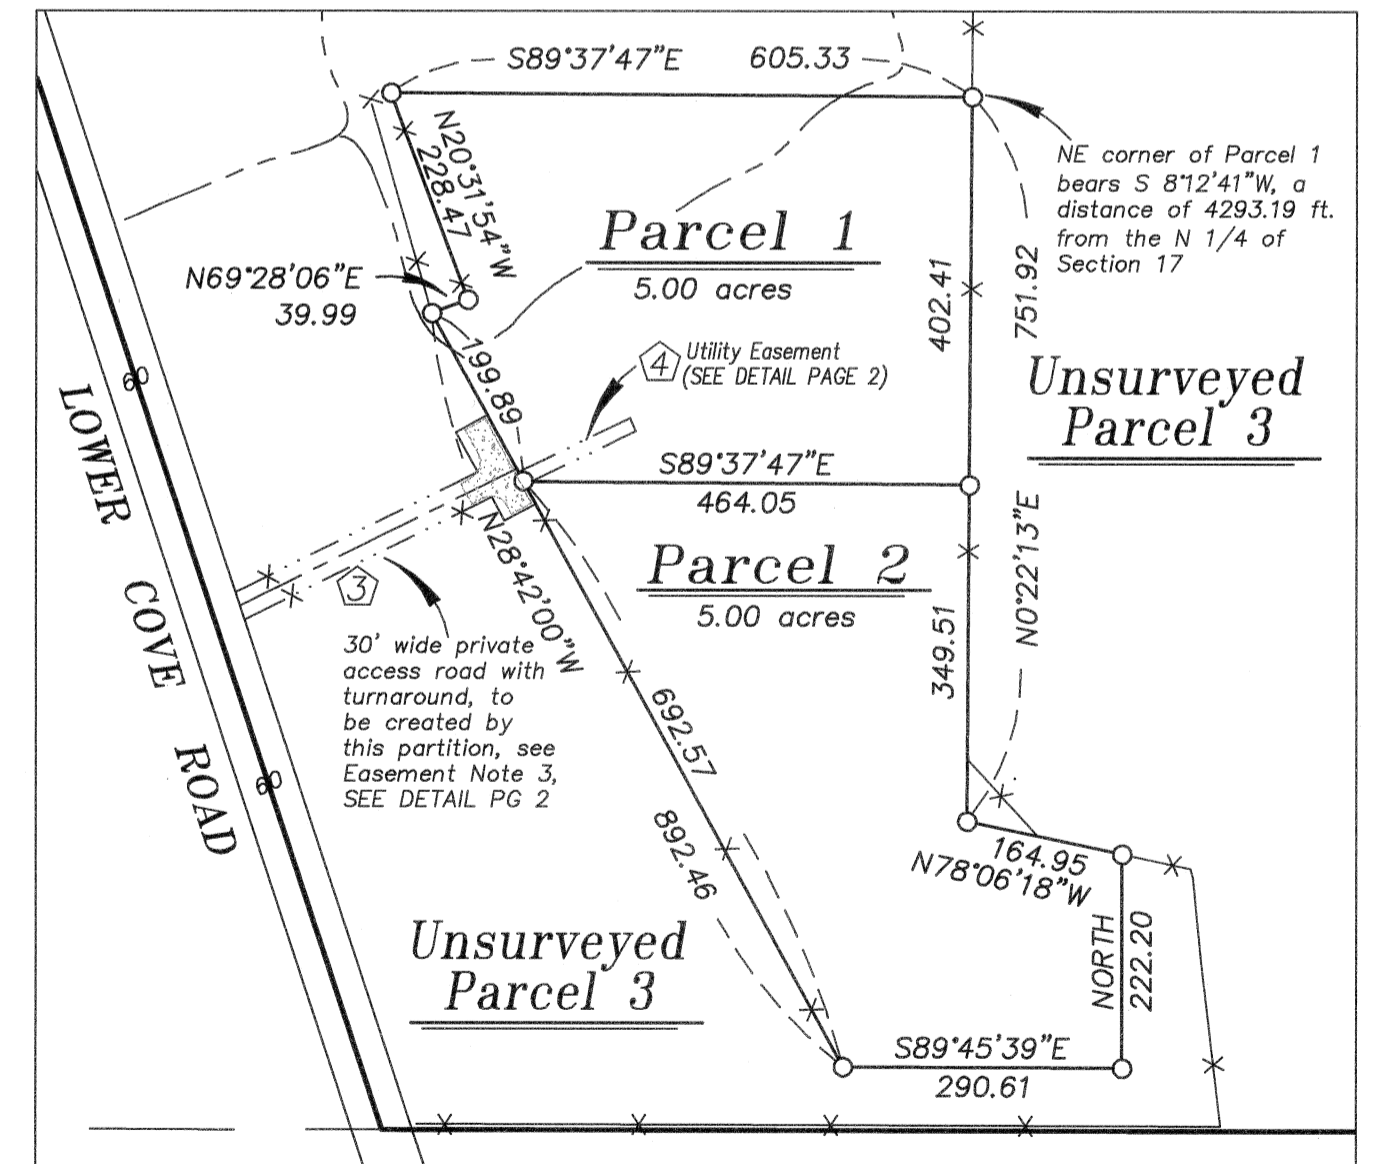 S89°37'47"E 605.33
N20°31'54"W
228.47
NE corner of Parcel 1
bears S 8°12'41"W, a
distance of 4293.19 ft.
from the N 1/4 of
Section 17
Parcel 1
5.00 acres
N69°28'06"E
39.99
402.41
751.92
199.89
4
Utility Easement
(SEE DETAIL PAGE 2)
Unsurveyed
Parcel 3
60
LOWER COVE ROAD
S89°37'47"E
464.05
N0°22'13"E
N28°42'00"W
Parcel 2
5.00 acres
3
349.51
30' wide private
access road with
turnaround, to
be created by
this partition, see
Easement Note 3,
SEE DETAIL PG 2
692.57
60
892.46
164.95
N78°06'18"W
Unsurveyed
Parcel 3
NORTH
222.20
S89°45'39"E
290.61